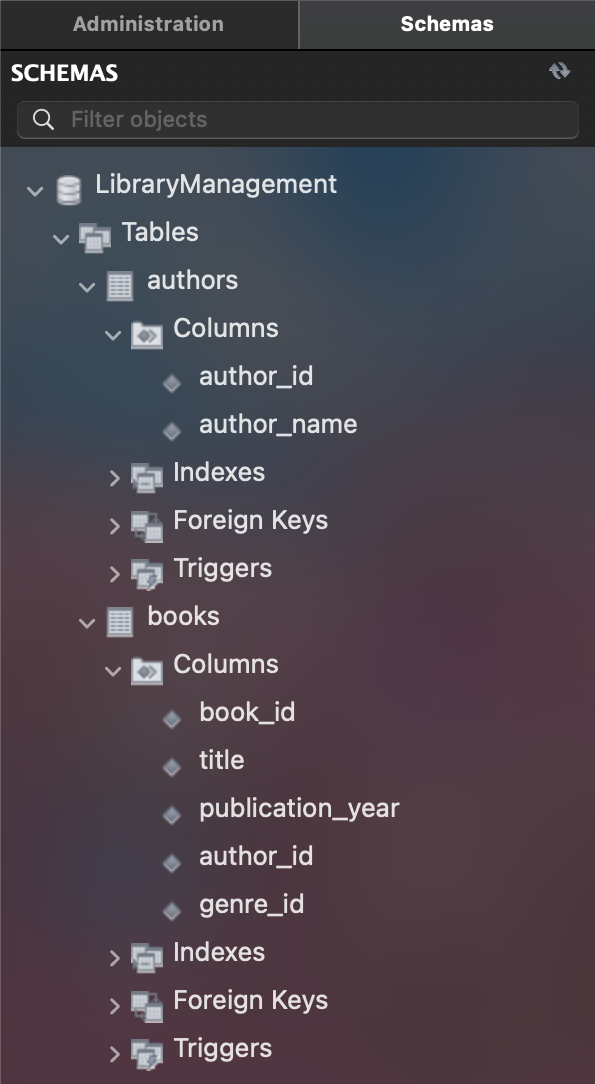 Administration Schemas
SCHEMAS
Filter objects
LibraryManagement
Tables
authors
Columns
author_id
author_name
Indexes
Foreign Keys
Triggers
books
Columns
book_id
title
publication_year
author_id
genre_id
Indexes
Foreign Keys
Triggers